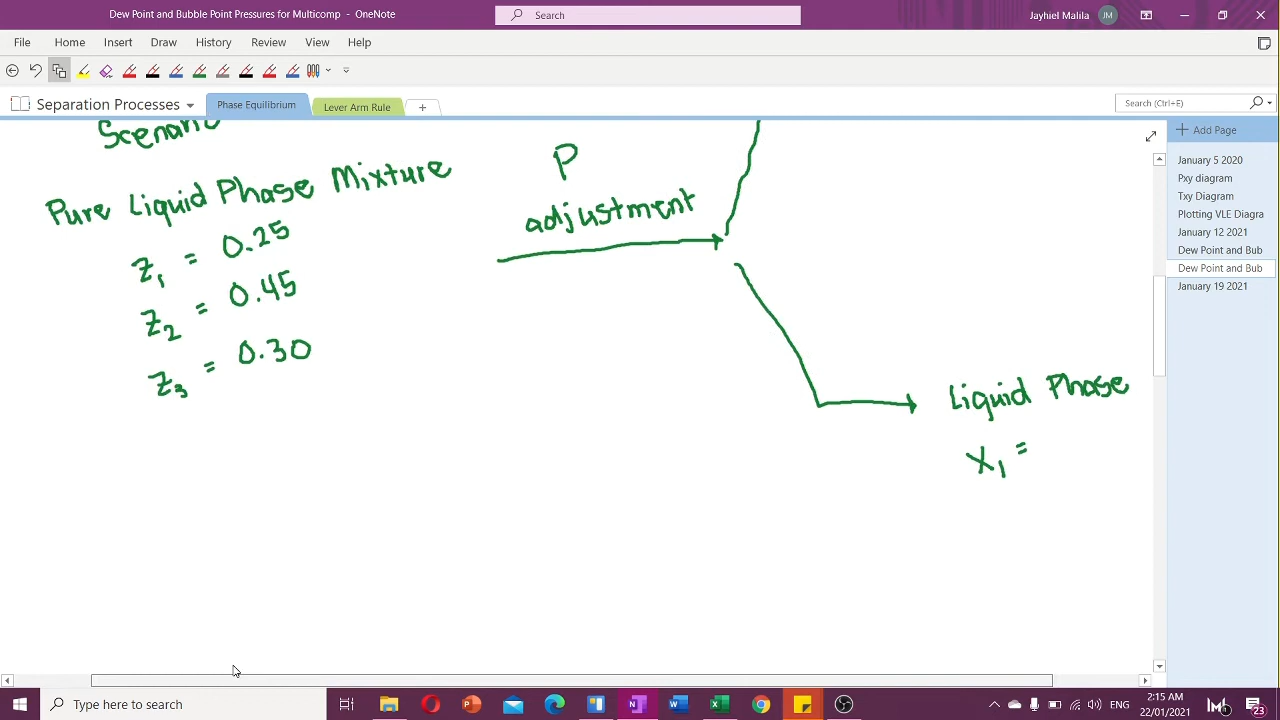 Dew Point and Bubble Point Pressures for Multicomp - OneNote
Search
Jayhiel Malila
JM
File Home Insert Draw History Review View Help
Separation Processes
Phase Equilibrium
Lever Arm Rule
Search (Ctrl+E)
Add Page
January 5 2020
Pxy diagram
Txy Diagram
Plotting VLE Diagra
January 12 2021
Dew Point and Bub
Dew Point and Bub
January 19 2021
Scenario
Pure Liquid Phase Mixture
z₁ = 0.25
z₂ = 0.45
z₃ = 0.30
P
adjustment
Liquid Phase
x₁ =
Type here to search
ENG
2:15 AM
22/01/2021
23